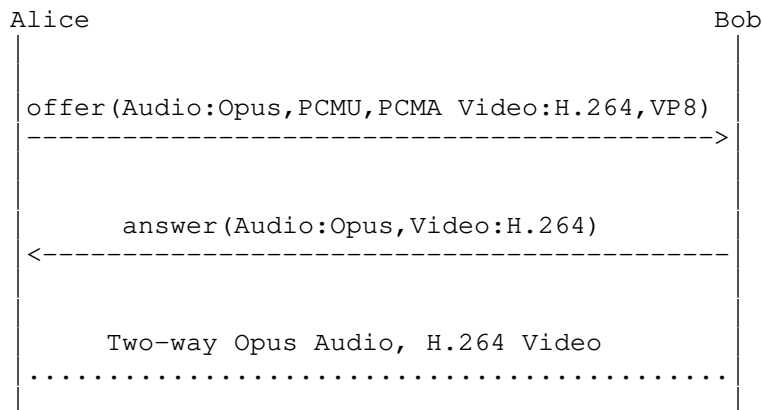 Alice Bob
offer(Audio:Opus,PCMU,PCMA Video:H.264,VP8)
answer(Audio:Opus,Video:H.264)
Two-way Opus Audio, H.264 Video